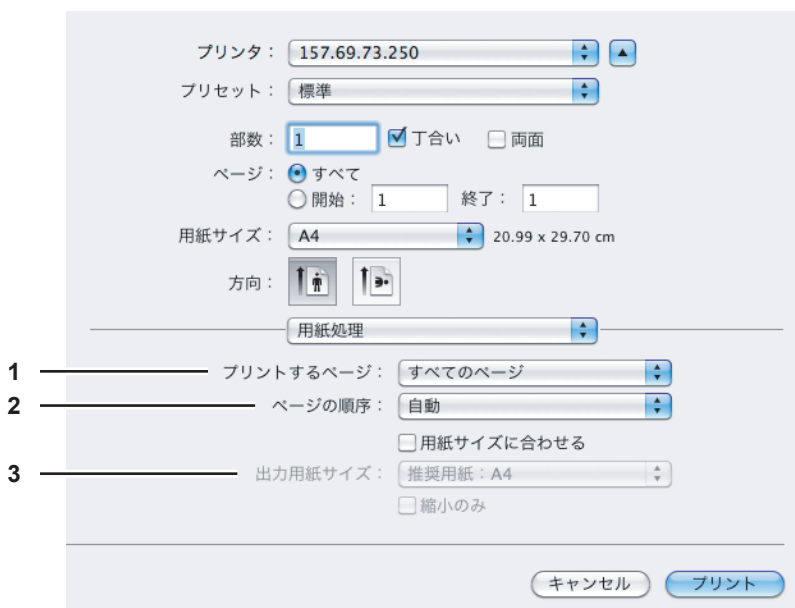 プリンタ： 157.69.73.250
プリセット： 標準
部数： 1 丁合い 両面
ページ： すべて
開始： 1 終了： 1
用紙サイズ： A4 20.99 x 29.70 cm
方向：
用紙処理
1 プリントするページ： すべてのページ
2 ページの順序： 自動
用紙サイズに合わせる
3 出力用紙サイズ： 推奨用紙：A4
縮小のみ
キャンセル プリント